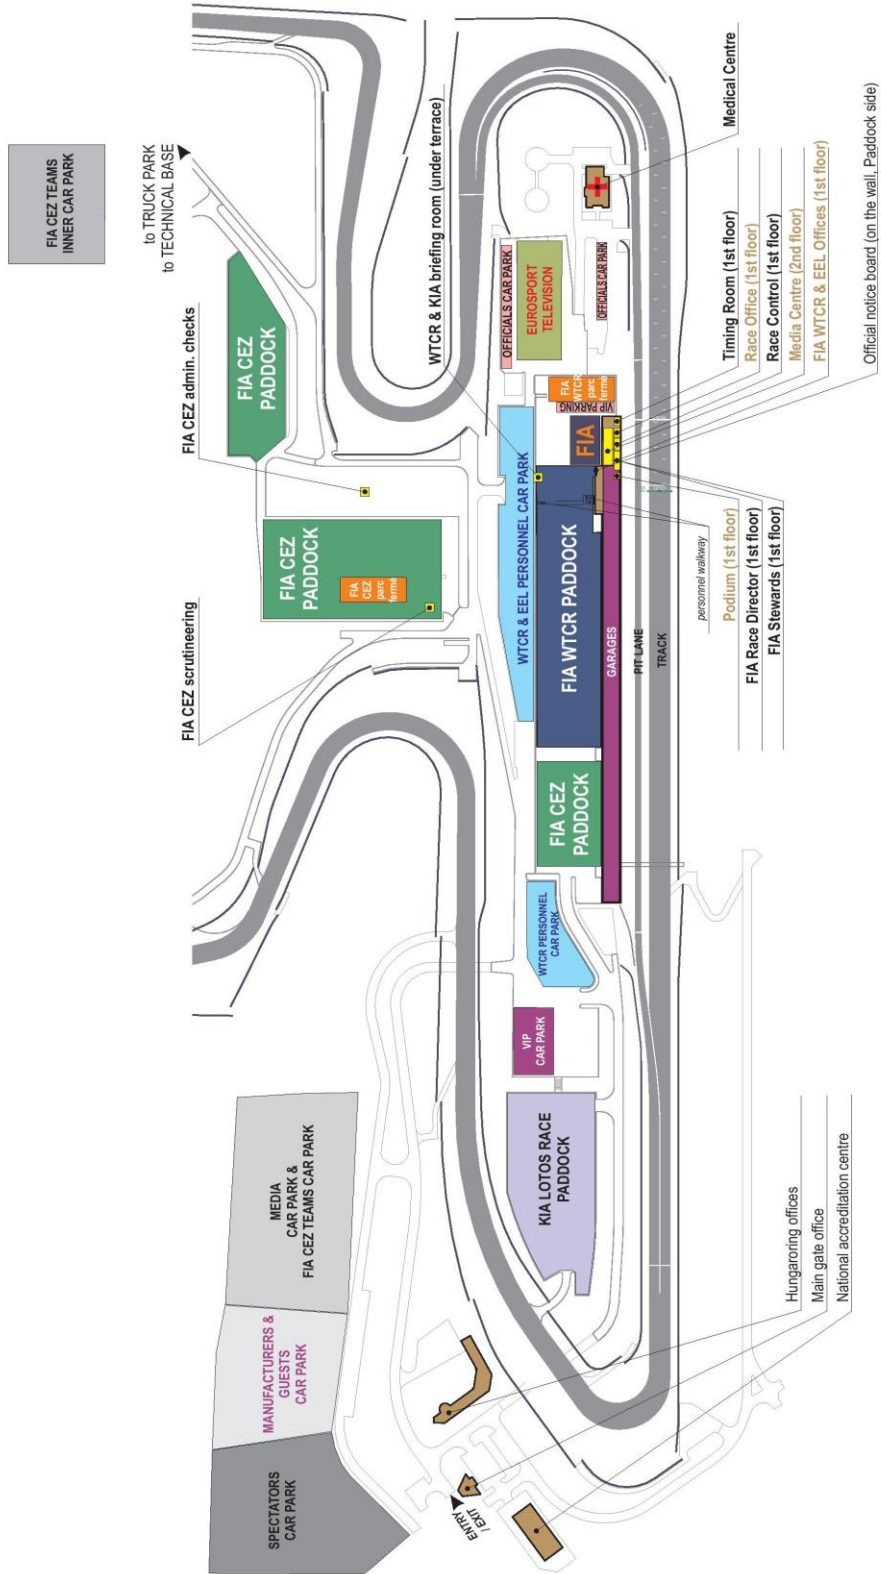 FIA CEZ TEAMS
INNER CAR PARK
to TRUCK PARK
to TECHNICAL BASE
FIA CEZ
PADDOCK
FIA CEZ admin. checks
FIA CEZ
PADDOCK
FIA
CEZ
parc
fermé
FIA CEZ scrutineering
WTCR & KIA briefing room (under terrace)
OFFICIALS CAR PARK
EUROSPORT
TELEVISION
OFFICIALS CAR PARK
Medical Centre
FIA
WTCR
parc
fermé
VIP PARKING
FIA
WTCR & EEL PERSONNEL CAR PARK
FIA WTCR PADDOCK
GARAGES
PIT LANE
TRACK
FIA CEZ
PADDOCK
WTCR PERSONNEL
CAR PARK
VIP
CAR PARK
KIA LOTOS RACE
PADDOCK
Timing Room (1st floor)
Race Office (1st floor)
Race Control (1st floor)
Media Centre (2nd floor)
FIA WTCR & EEL Offices (1st floor)
Official notice board (on the wall, Paddock side)
personnel walkway
Podium (1st floor)
FIA Race Director (1st floor)
FIA Stewards (1st floor)
MEDIA
CAR PARK &
FIA CEZ TEAMS CAR PARK
MANUFACTURERS &
GUESTS
CAR PARK
SPECTATORS
CAR PARK
ENTRY
/ EXIT
Hungaroring offices
Main gate office
National accreditation centre